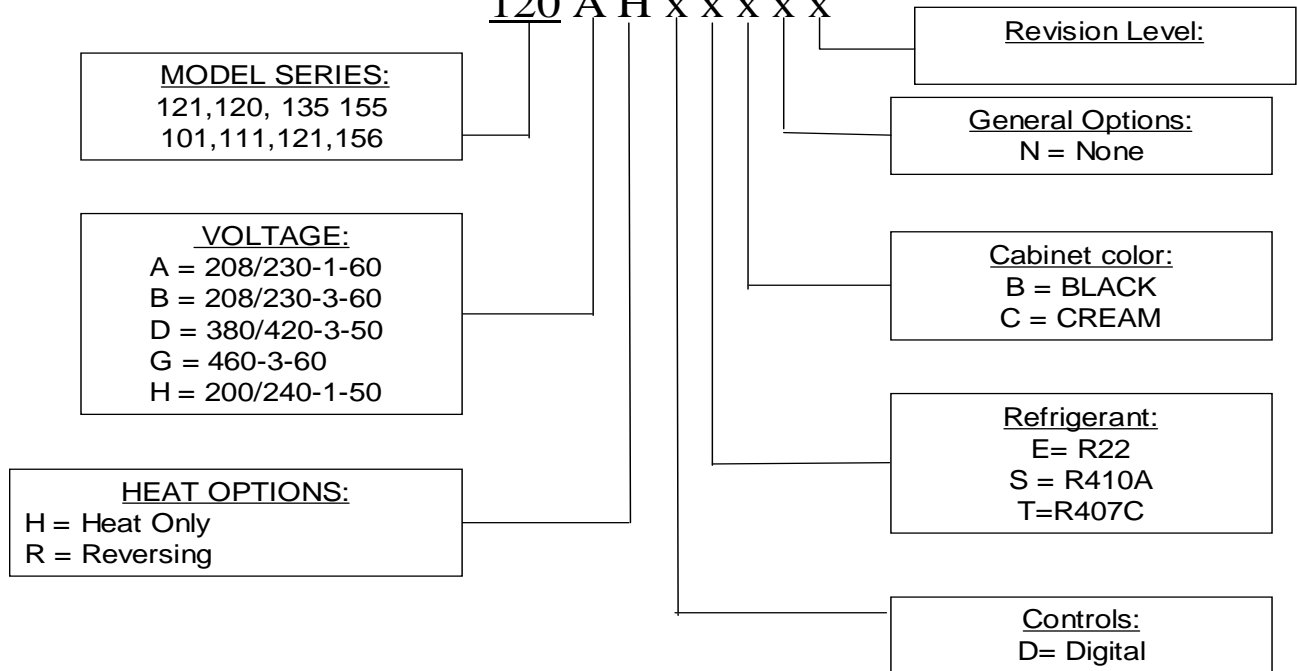 120 A H x x x x x
MODEL SERIES:
121,120, 135 155
101,111,121,156
VOLTAGE:
A = 208/230-1-60
B = 208/230-3-60
D = 380/420-3-50
G = 460-3-60
H = 200/240-1-50
HEAT OPTIONS:
H = Heat Only
R = Reversing
Revision Level:
General Options:
N = None
Cabinet color:
B = BLACK
C = CREAM
Refrigerant:
E= R22
S = R410A
T=R407C
Controls:
D= Digital